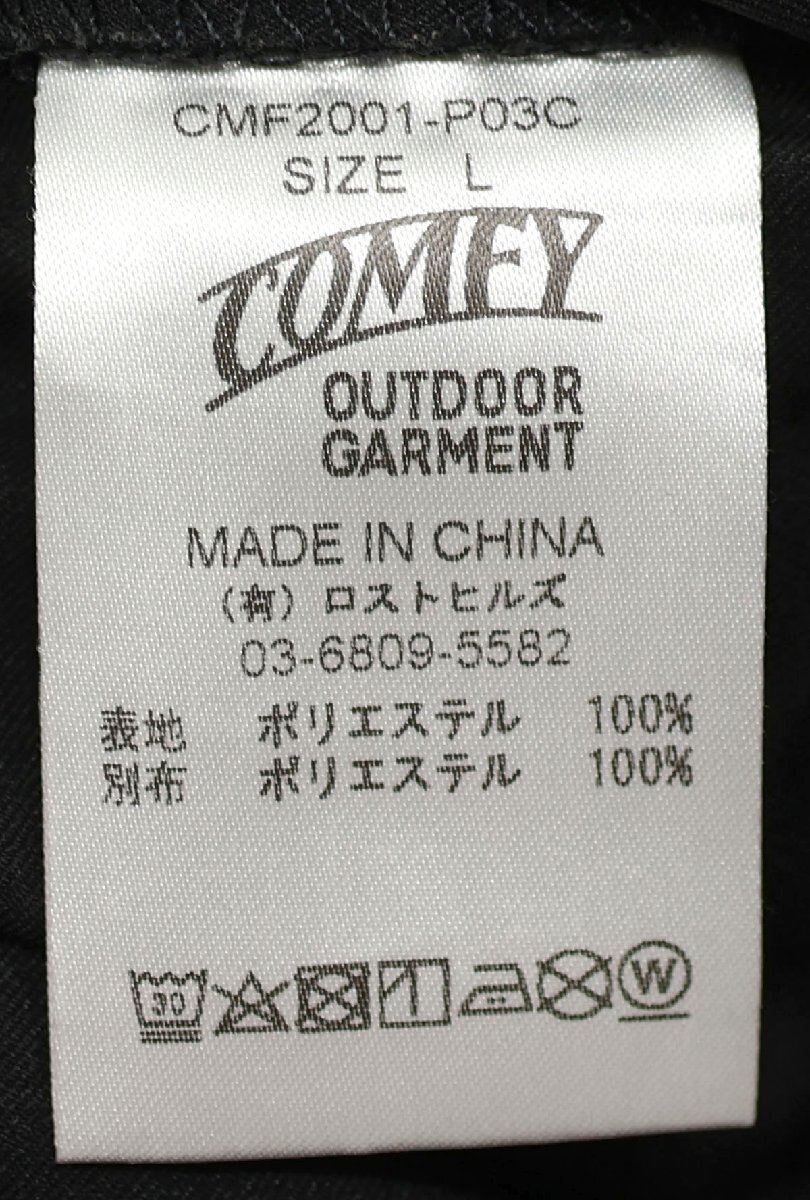 CMF2001-P03C
SIZE L
COMFY
OUTDOOR
GARMENT
MADE IN CHINA
(有) ロストヒルズ
03-6809-5582
表地 ポリエステル 100%
別布 ポリエステル 100%
30
W